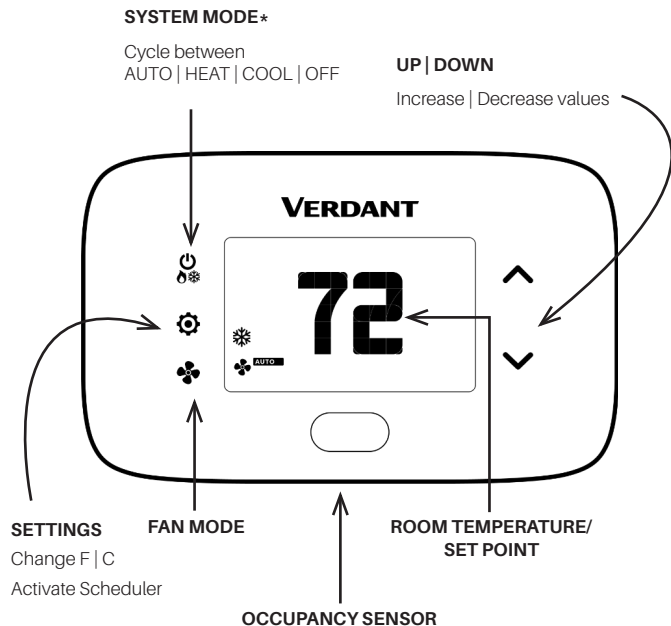 SYSTEM MODE*
Cycle between
AUTO | HEAT | COOL | OFF
UP | DOWN
Increase | Decrease values
VERDANT
72
AUTO
SETTINGS
Change F | C
Activate Scheduler
FAN MODE
ROOM TEMPERATURE/
SET POINT
OCCUPANCY SENSOR